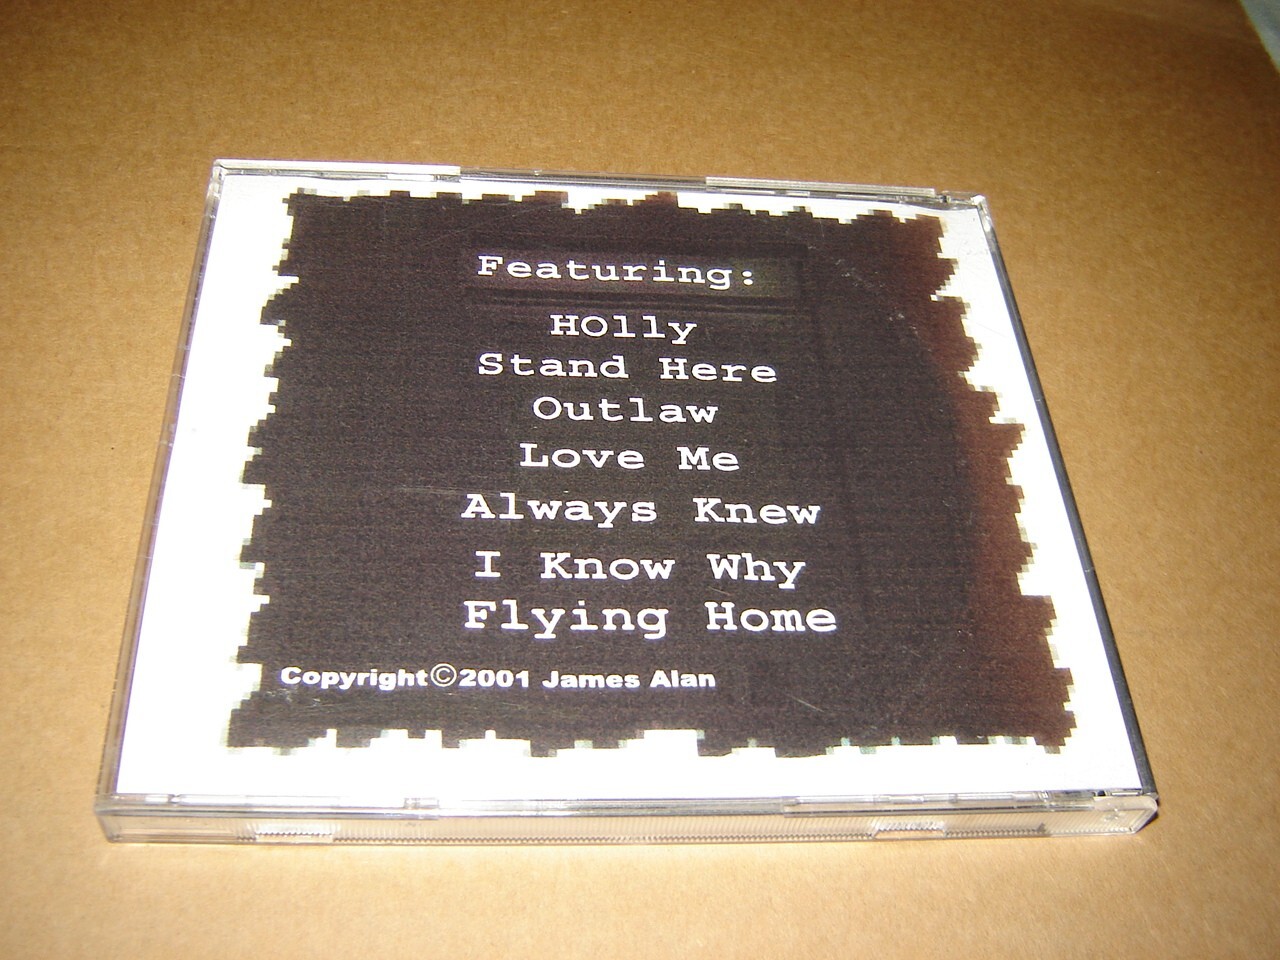 Featuring:
HOlly
Stand Here
Outlaw
Love Me
Always Knew
I Know Why
Flying Home
Copyright©2001 James Alan